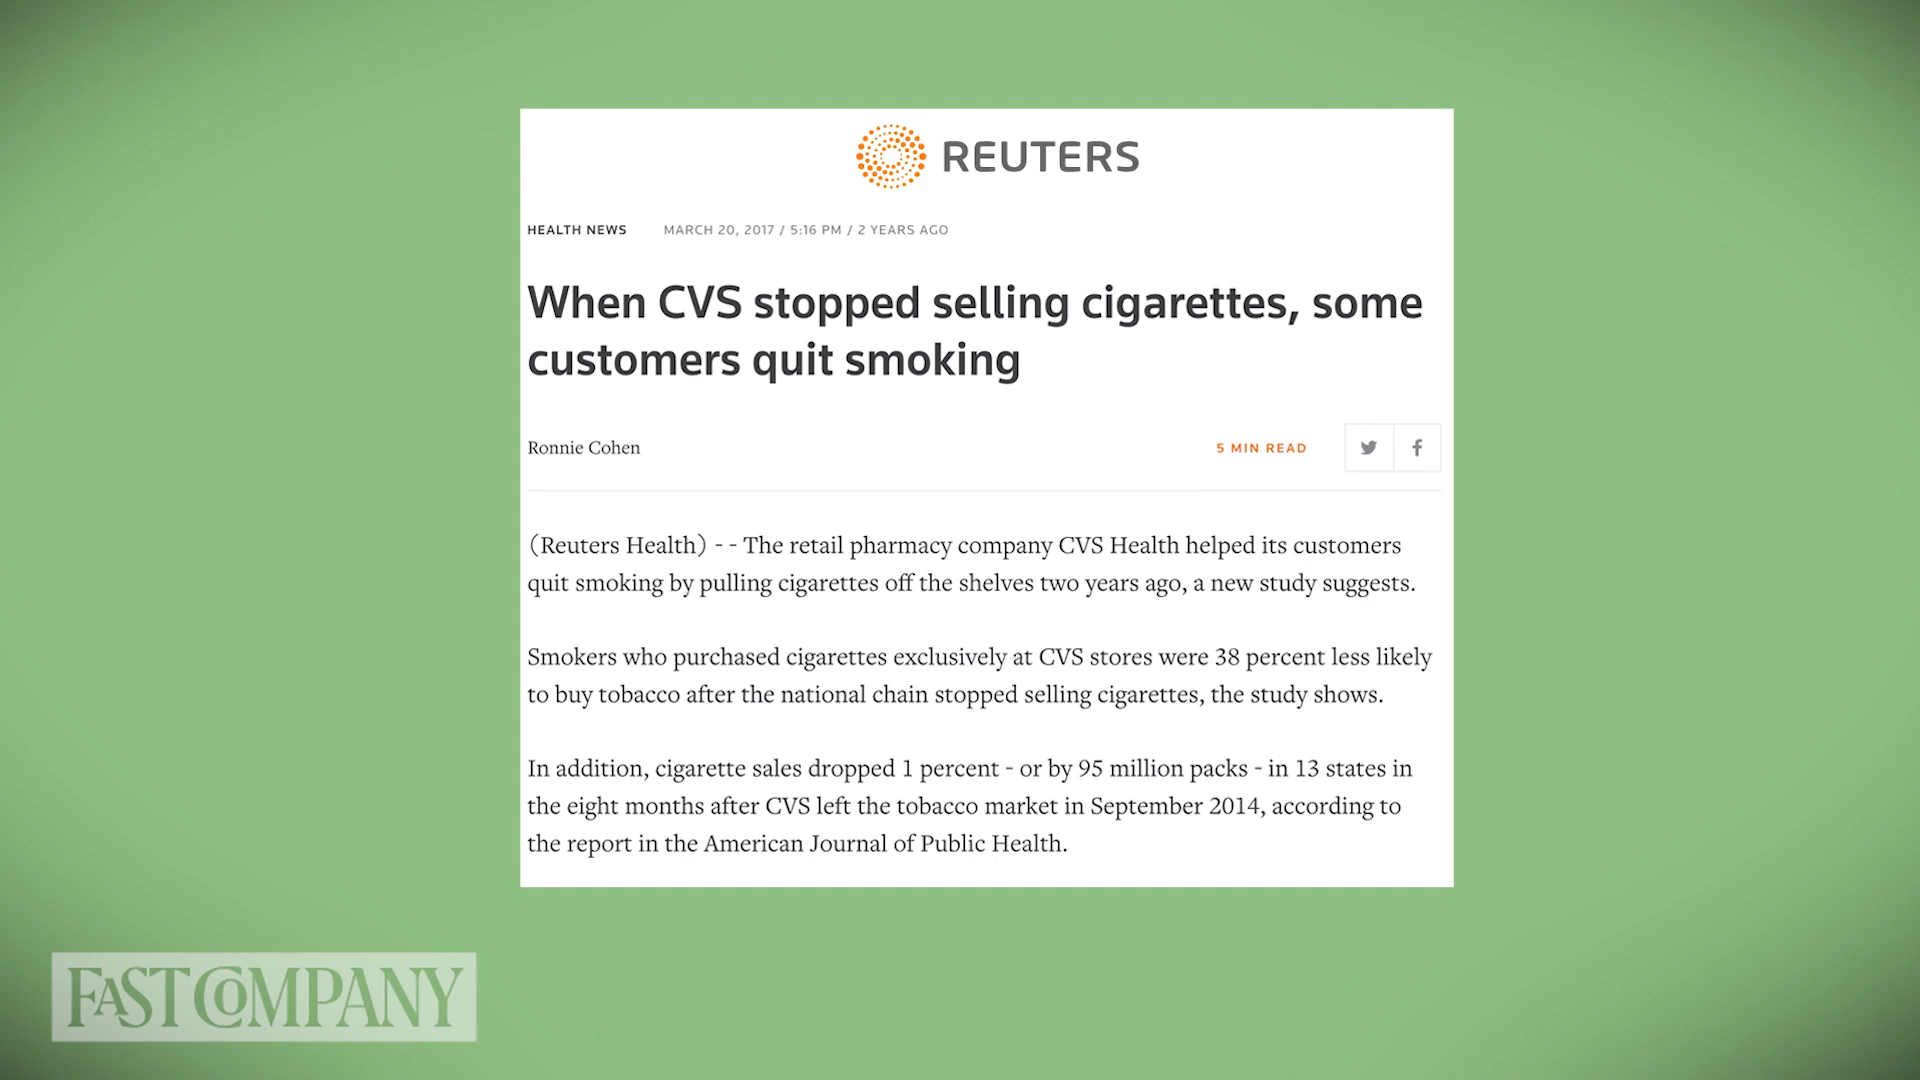 REUTERS
HEALTH NEWS MARCH 20, 2017 / 5:16 PM / 2 YEARS AGO
When CVS stopped selling cigarettes, some
customers quit smoking
Ronnie Cohen 5 MIN READ
(Reuters Health) - - The retail pharmacy company CVS Health helped its customers
quit smoking by pulling cigarettes off the shelves two years ago, a new study suggests.
Smokers who purchased cigarettes exclusively at CVS stores were 38 percent less likely
to buy tobacco after the national chain stopped selling cigarettes, the study shows.
In addition, cigarette sales dropped 1 percent - or by 95 million packs - in 13 states in
the eight months after CVS left the tobacco market in September 2014, according to
the report in the American Journal of Public Health.
FAST COMPANY